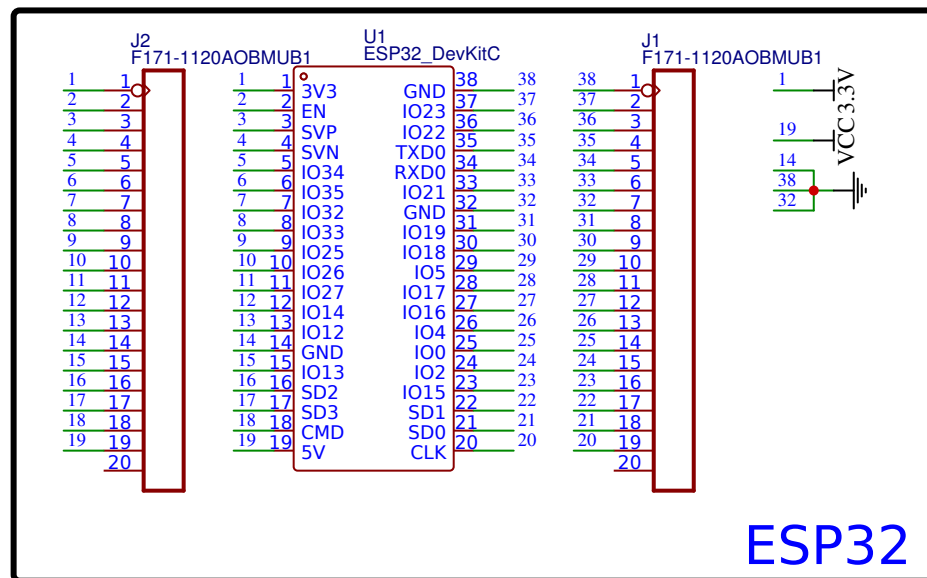 J2
F171-1120AOBMUB1
1 1
2 2
3 3
4 4
5 5
6 6
7 7
8 8
9 9
10 10
11 11
12 12
13 13
14 14
15 15
16 16
17 17
18 18
19 19
20
U1
ESP32_DevKitC
1 1 3V3 GND 38 38
2 2 EN IO23 37 37
3 3 SVP IO22 36 36
4 4 SVN TXD0 35 35
5 5 IO34 RXD0 34 34
6 6 IO35 IO21 33 33
7 7 IO32 GND 32 32
8 8 IO33 IO19 31 31
9 9 IO25 IO18 30 30
10 10 IO26 IO5 29 29
11 11 IO27 IO17 28 28
12 12 IO14 IO16 27 27
13 13 IO12 IO4 26 26
14 14 GND IO0 25 25
15 15 IO13 IO2 24 24
16 16 SD2 IO15 23 23
17 17 SD3 SD1 22 22
18 18 CMD SD0 21 21
19 19 5V CLK 20 20
J1
F171-1120AOBMUB1
38 1
37 2
36 3
35 4
34 5
33 6
32 7
31 8
30 9
29 10
28 11
27 12
26 13
25 14
24 15
23 16
22 17
21 18
20 19
20
1 3.3V
19 VCC
14
38
32
ESP32